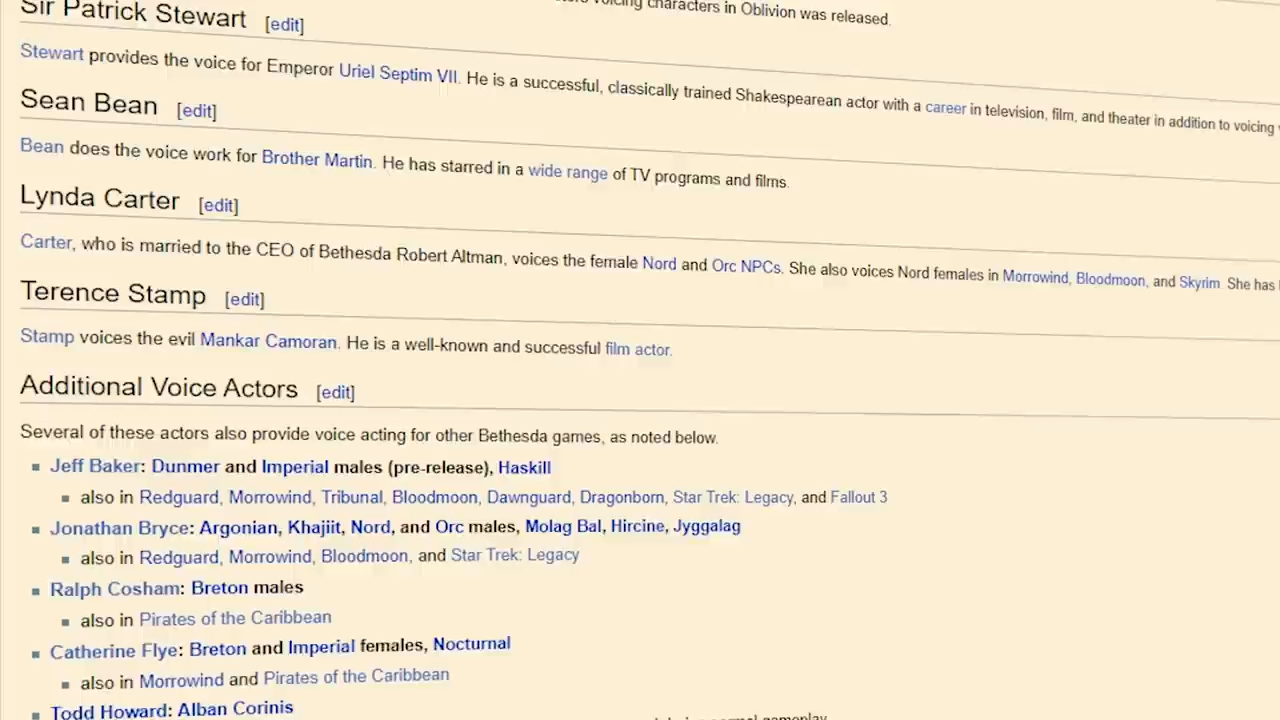 voicing characters in Oblivion was released.
Sir Patrick Stewart [edit]
Stewart provides the voice for Emperor Uriel Septim VII. He is a successful, classically trained Shakespearean actor with a career in television, film, and theater in addition to voicing
Sean Bean [edit]
Bean does the voice work for Brother Martin. He has starred in a wide range of TV programs and films.
Lynda Carter [edit]
Carter, who is married to the CEO of Bethesda Robert Altman, voices the female Nord and Orc NPCs. She also voices Nord females in Morrowind, Bloodmoon, and Skyrim. She has
Terence Stamp [edit]
Stamp voices the evil Mankar Camoran. He is a well-known and successful film actor.
Additional Voice Actors [edit]
Several of these actors also provide voice acting for other Bethesda games, as noted below.
Jeff Baker: Dunmer and Imperial males (pre-release), Haskill
also in Redguard, Morrowind, Tribunal, Bloodmoon, Dawnguard, Dragonborn, Star Trek: Legacy, and Fallout 3
Jonathan Bryce: Argonian, Khajiit, Nord, and Orc males, Molag Bal, Hircine, Jyggalag
also in Redguard, Morrowind, Bloodmoon, and Star Trek: Legacy
Ralph Cosham: Breton males
also in Pirates of the Caribbean
Catherine Flye: Breton and Imperial females, Nocturnal
also in Morrowind and Pirates of the Caribbean
Todd Howard: Alban Corinis
normal gameplay